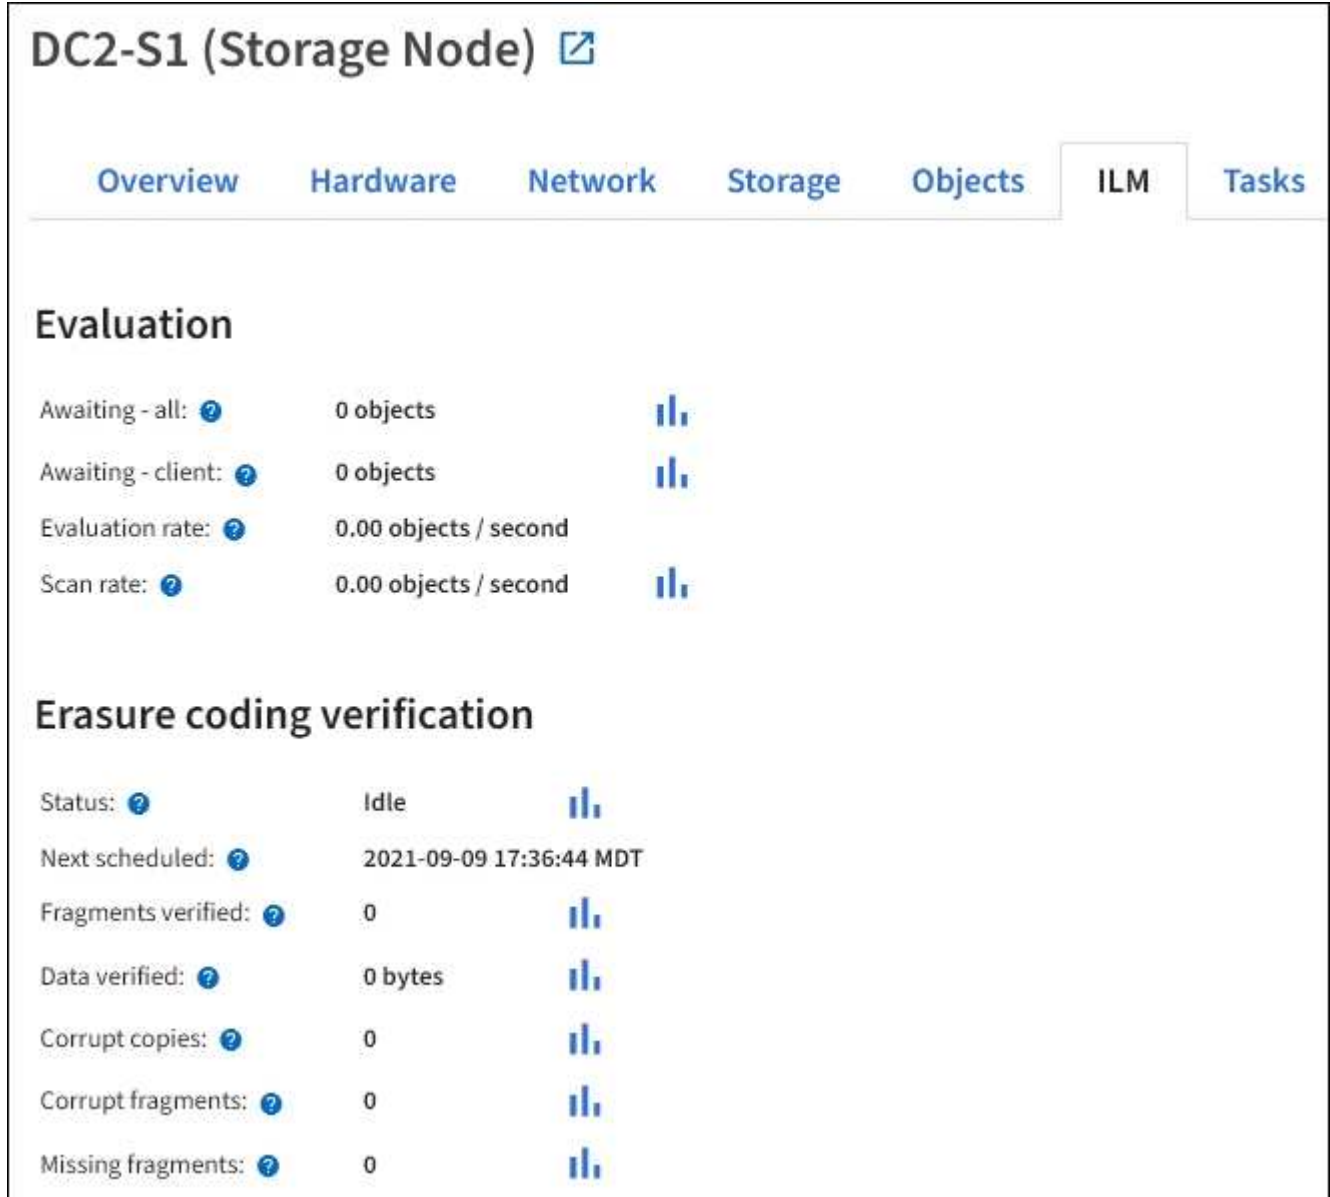 DC2-S1 (Storage Node)
Overview Hardware Network Storage Objects ILM Tasks
Evaluation
Awaiting - all: 0 objects
Awaiting - client: 0 objects
Evaluation rate: 0.00 objects / second
Scan rate: 0.00 objects / second
Erasure coding verification
Status: Idle
Next scheduled: 2021-09-09 17:36:44 MDT
Fragments verified: 0
Data verified: 0 bytes
Corrupt copies: 0
Corrupt fragments: 0
Missing fragments: 0